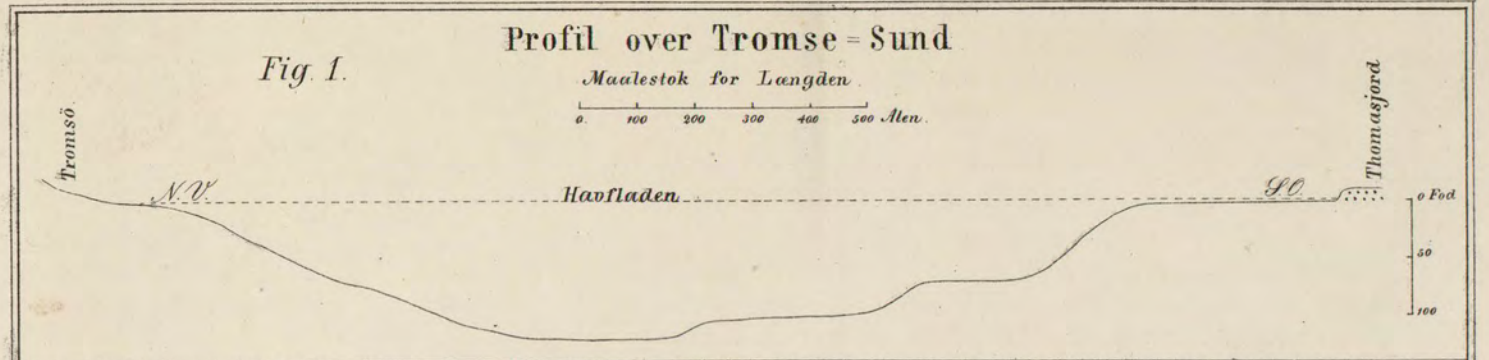 Profil over Tromse=Sund
Fig. 1.
Maalestok for Længden.
0. 100 200 300 400 500 Alen.
Tromsö.
Thomasjord
N.V.
Havfladen
S.O.
0 Fod
50
100